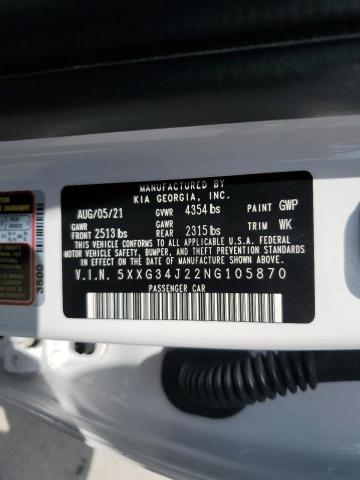 MANUFACTURED BY
KIA GEORGIA, INC.
AUG/05/21 GVWR 4354 lbs PAINT GWP
GAWR FRONT 2513 lbs GAWR REAR 2315 lbs TRIM WK
THIS VEHICLE CONFORMS TO ALL APPLICABLE U.S.FEDERAL
MOTOR VEHICLE SAFETY, BUMPER, AND THEFT PREVENTION STANDARDS
IN EFFECT ON THE DATE OF MANUFACTURE SHOWN ABOVE.
V.I.N. 5XXG34J22NG105870
PASSENGER CAR
3500